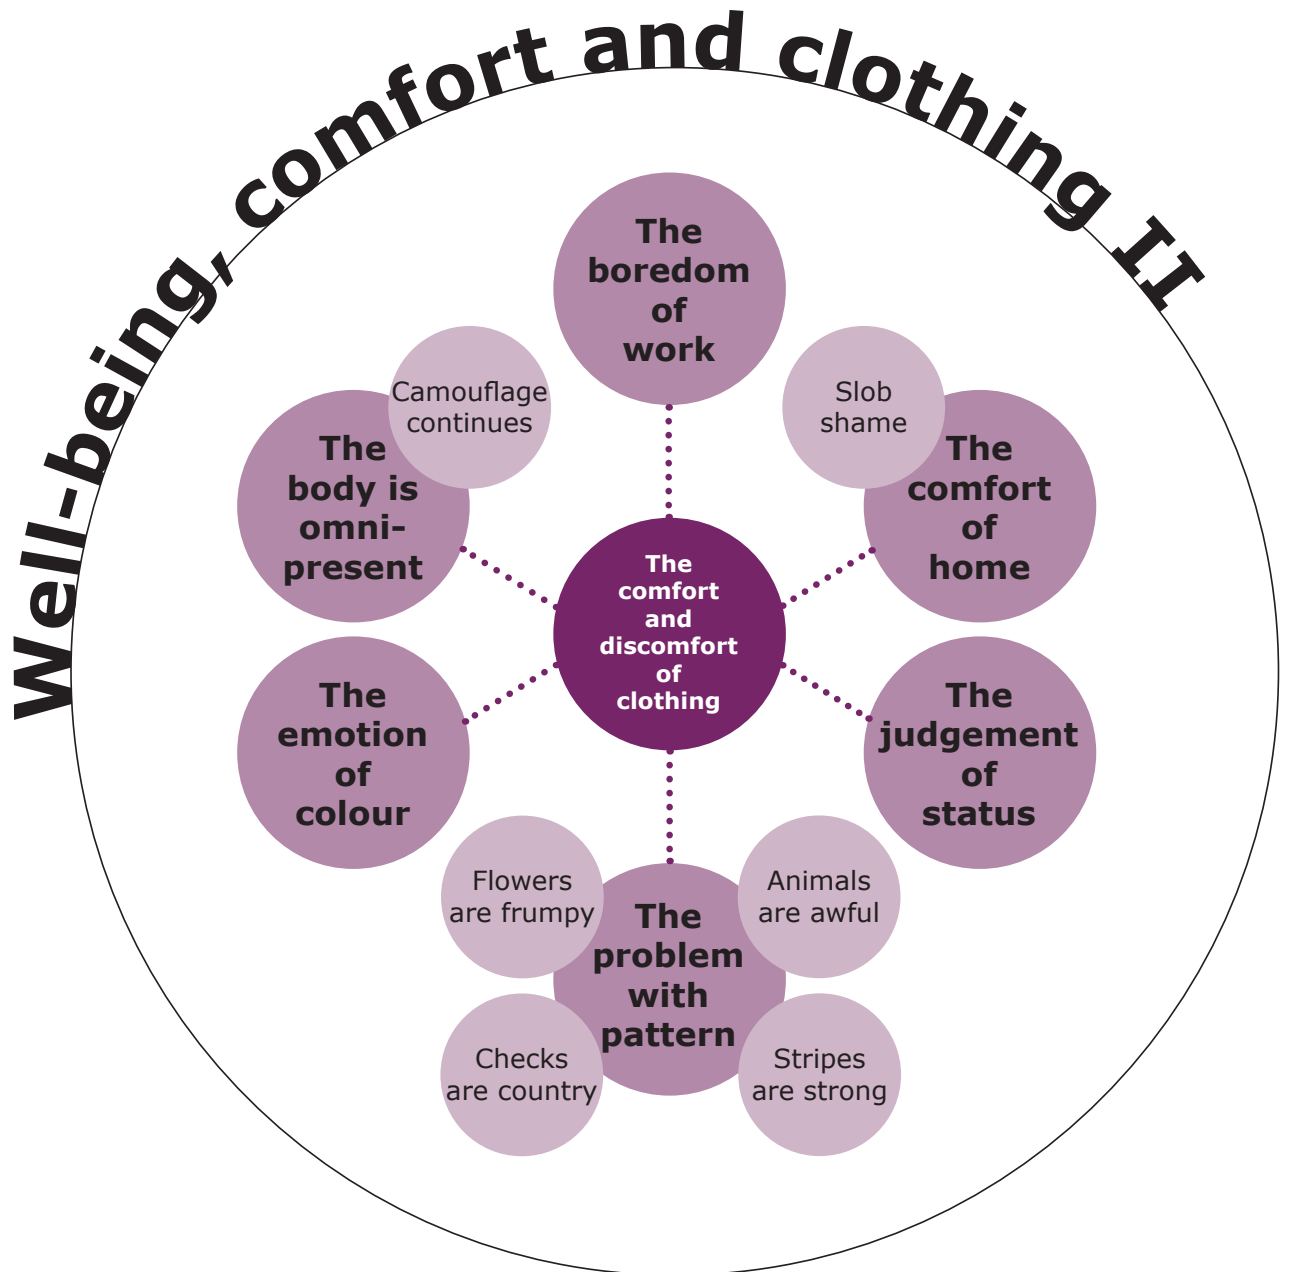 Well-being, comfort and clothing II
The
boredom
of
work
Camouflage
continues
Slob
shame
The
body is
omni-
present
The
comfort
of
home
The
comfort
and
discomfort
of
clothing
The
emotion
of
colour
The
judgement
of
status
Flowers
are frumpy
Animals
are awful
The
problem
with
pattern
Checks
are country
Stripes
are strong